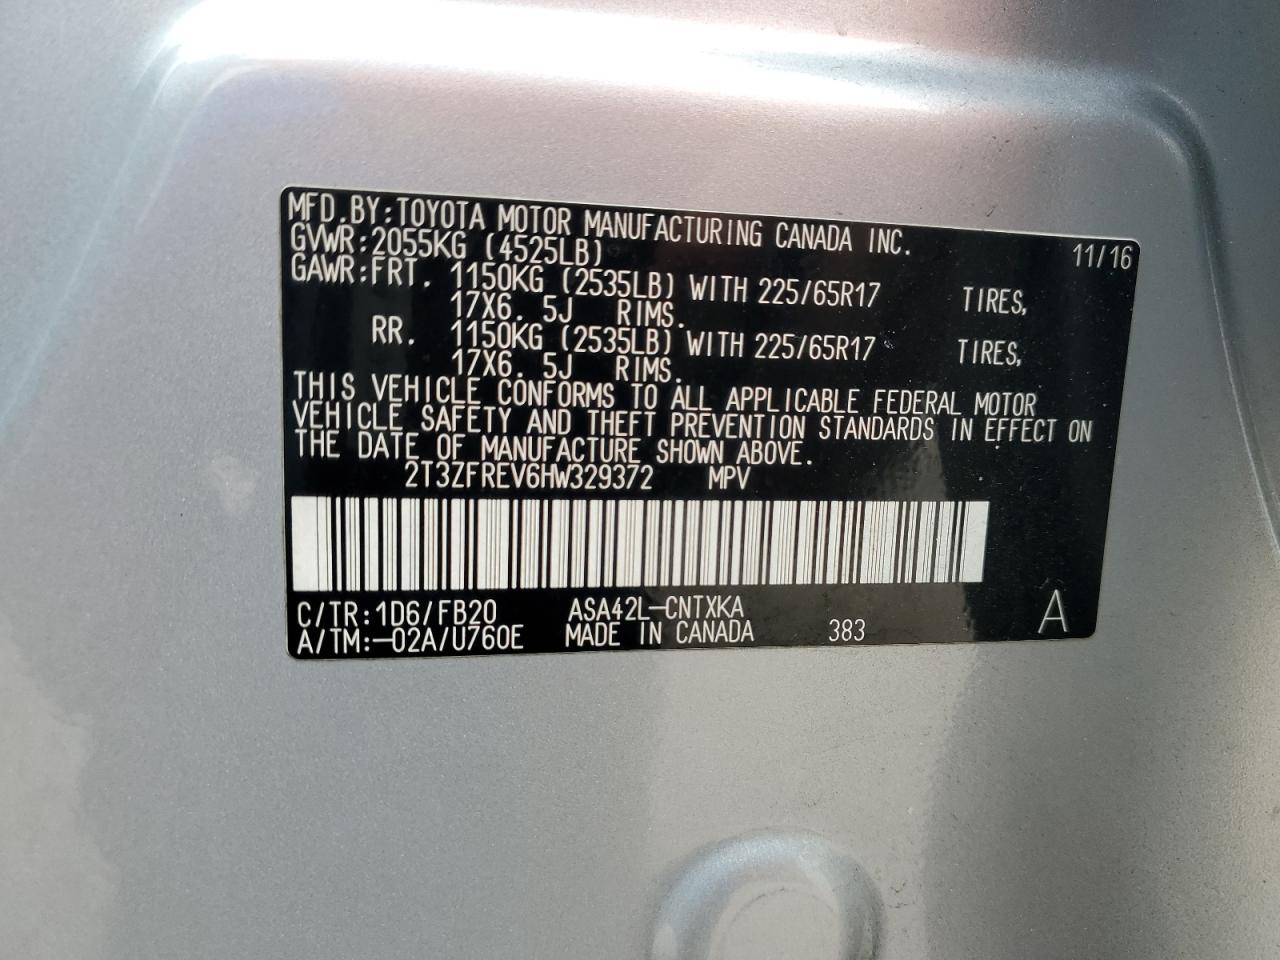 MFD.BY:TOYOTA MOTOR MANUFACTURING CANADA INC.
GVWR:2055KG (4525LB) 11/16
GAWR:FRT. 1150KG (2535LB) WITH 225/65R17 TIRES,
17X6. 5J RIMS.
RR. 1150KG (2535LB) WITH 225/65R17 TIRES,
17X6. 5J RIMS.
THIS VEHICLE CONFORMS TO ALL APPLICABLE FEDERAL MOTOR
VEHICLE SAFETY AND THEFT PREVENTION STANDARDS IN EFFECT ON
THE DATE OF MANUFACTURE SHOWN ABOVE.
2T3ZFREV6HW329372 MPV
C/TR:1D6/FB20 ASA42L-CNTXKA
A/TM:-02A/U760E MADE IN CANADA 383 A